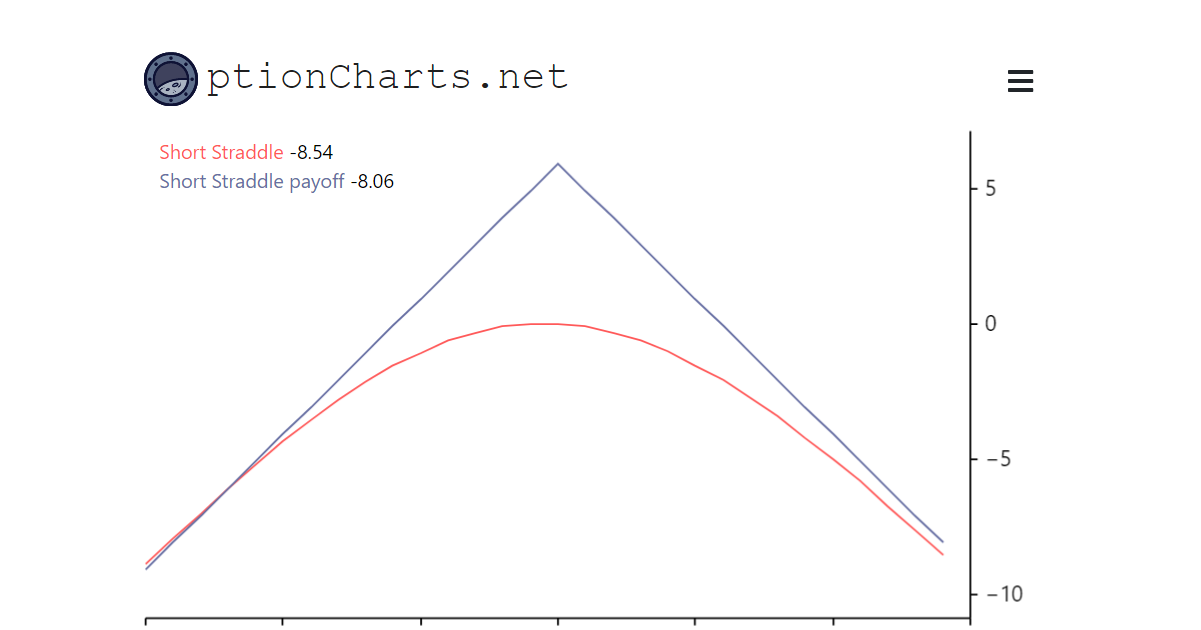 ptionCharts.net
Short Straddle -8.54
Short Straddle payoff -8.06
5
0
−5
−10